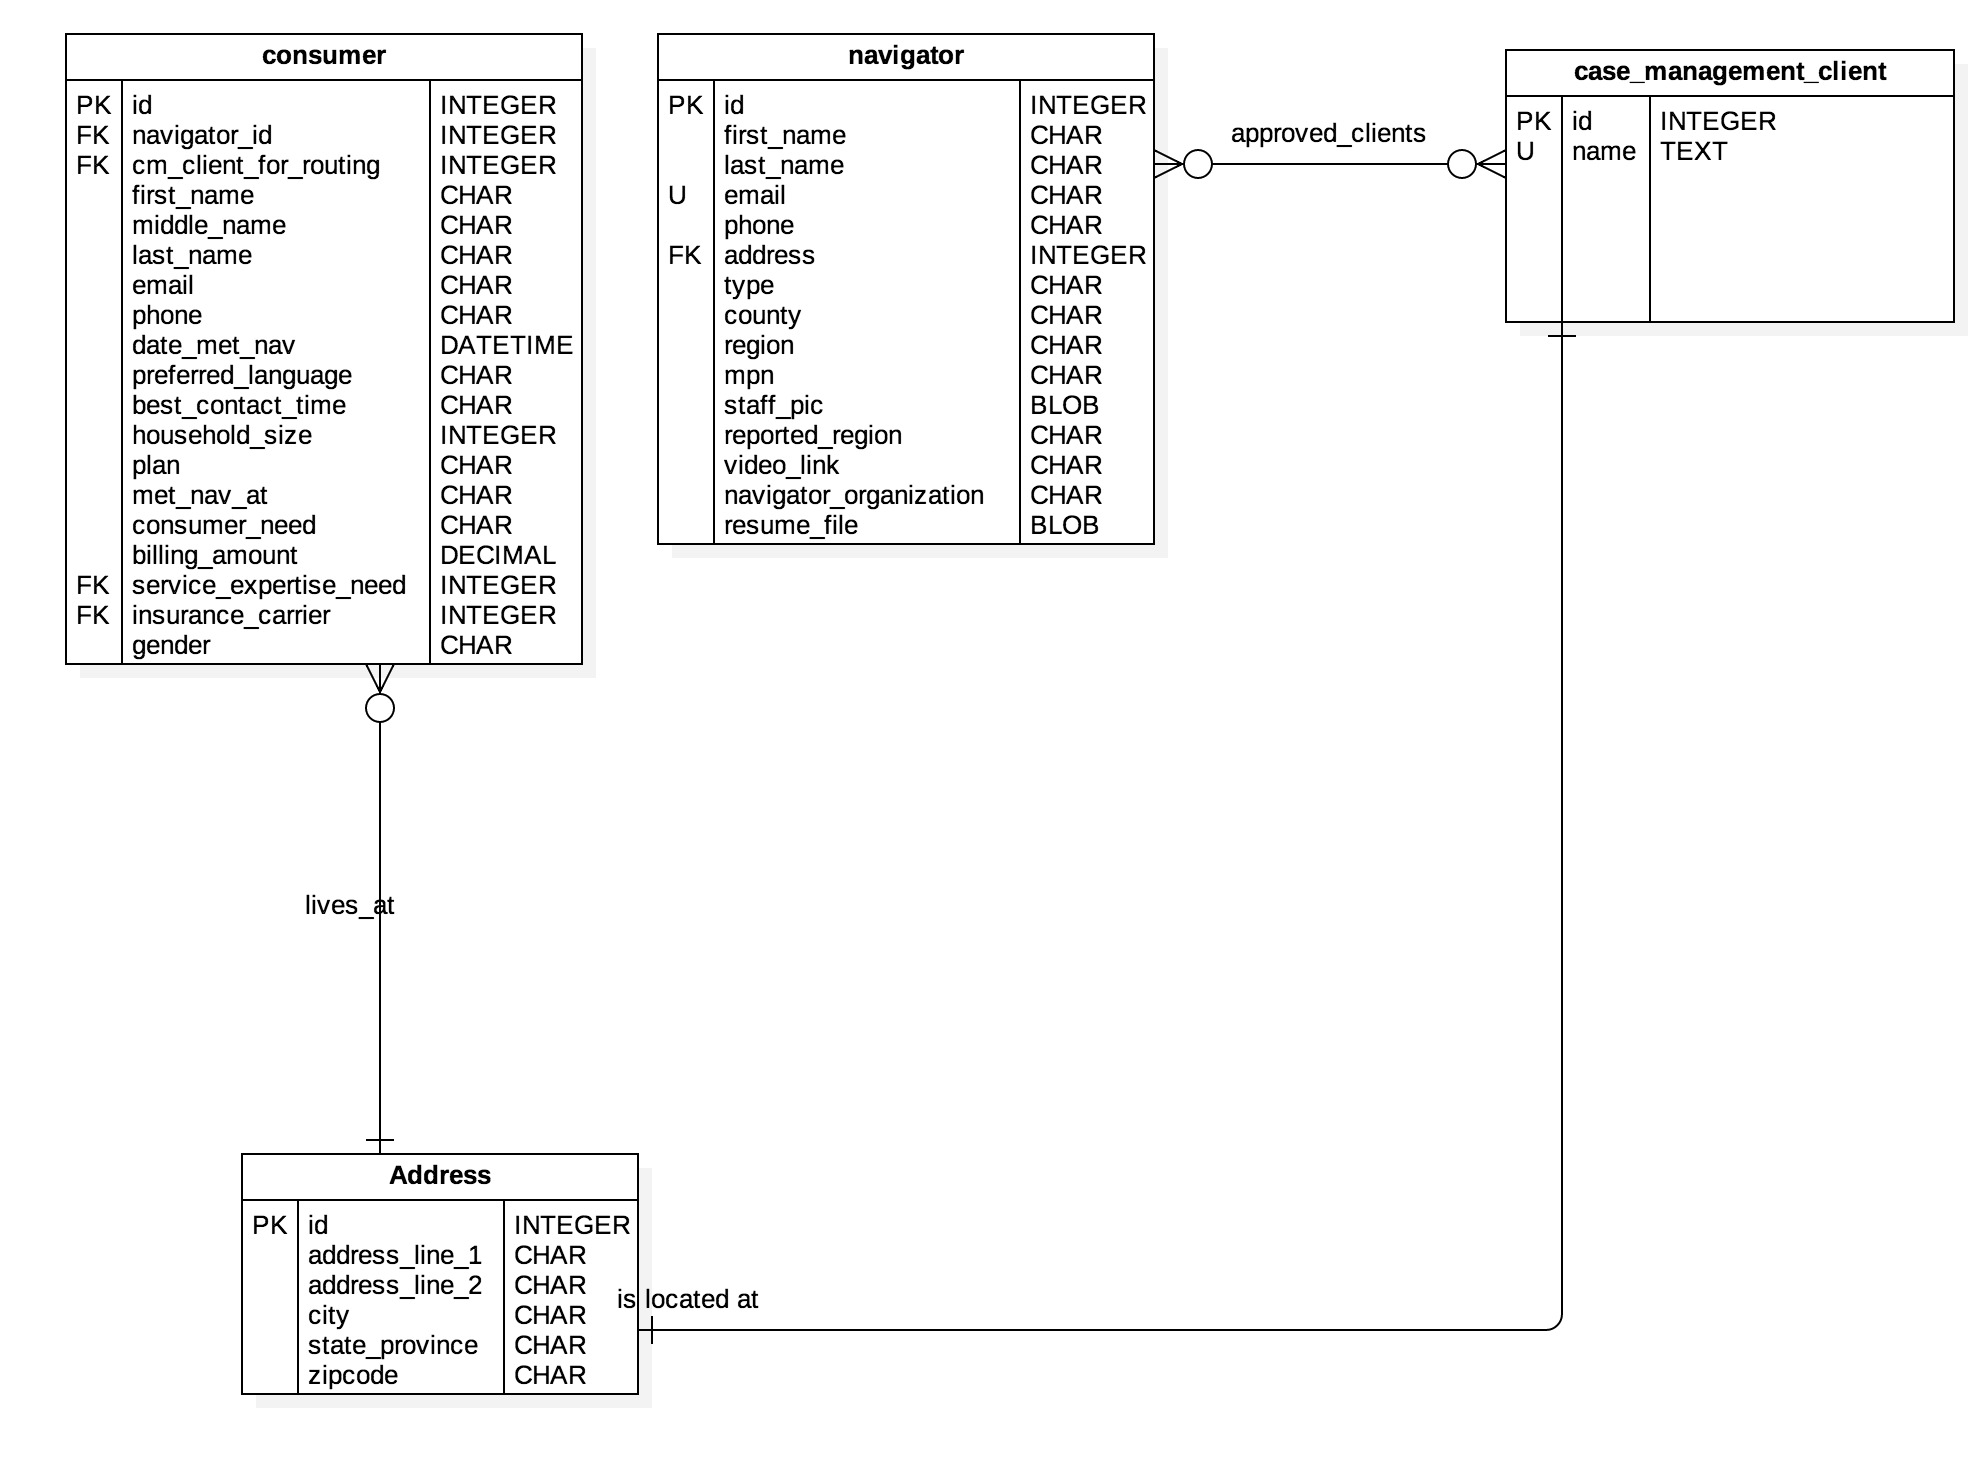 consumer
PK id INTEGER
FK navigator_id INTEGER
FK cm_client_for_routing INTEGER
first_name CHAR
middle_name CHAR
last_name CHAR
email CHAR
phone CHAR
date_met_nav DATETIME
preferred_language CHAR
best_contact_time CHAR
household_size INTEGER
plan CHAR
met_nav_at CHAR
consumer_need CHAR
billing_amount DECIMAL
FK service_expertise_need INTEGER
FK insurance_carrier INTEGER
gender CHAR
navigator
PK id INTEGER
first_name CHAR
last_name CHAR
U email CHAR
phone CHAR
FK address INTEGER
type CHAR
county CHAR
region CHAR
mpn CHAR
staff_pic BLOB
reported_region CHAR
video_link CHAR
navigator_organization CHAR
resume_file BLOB
approved_clients
case_management_client
PK id INTEGER
U name TEXT
lives_at
Address
PK id INTEGER
address_line_1 CHAR
address_line_2 CHAR
city CHAR
state_province CHAR
zipcode CHAR
is located at